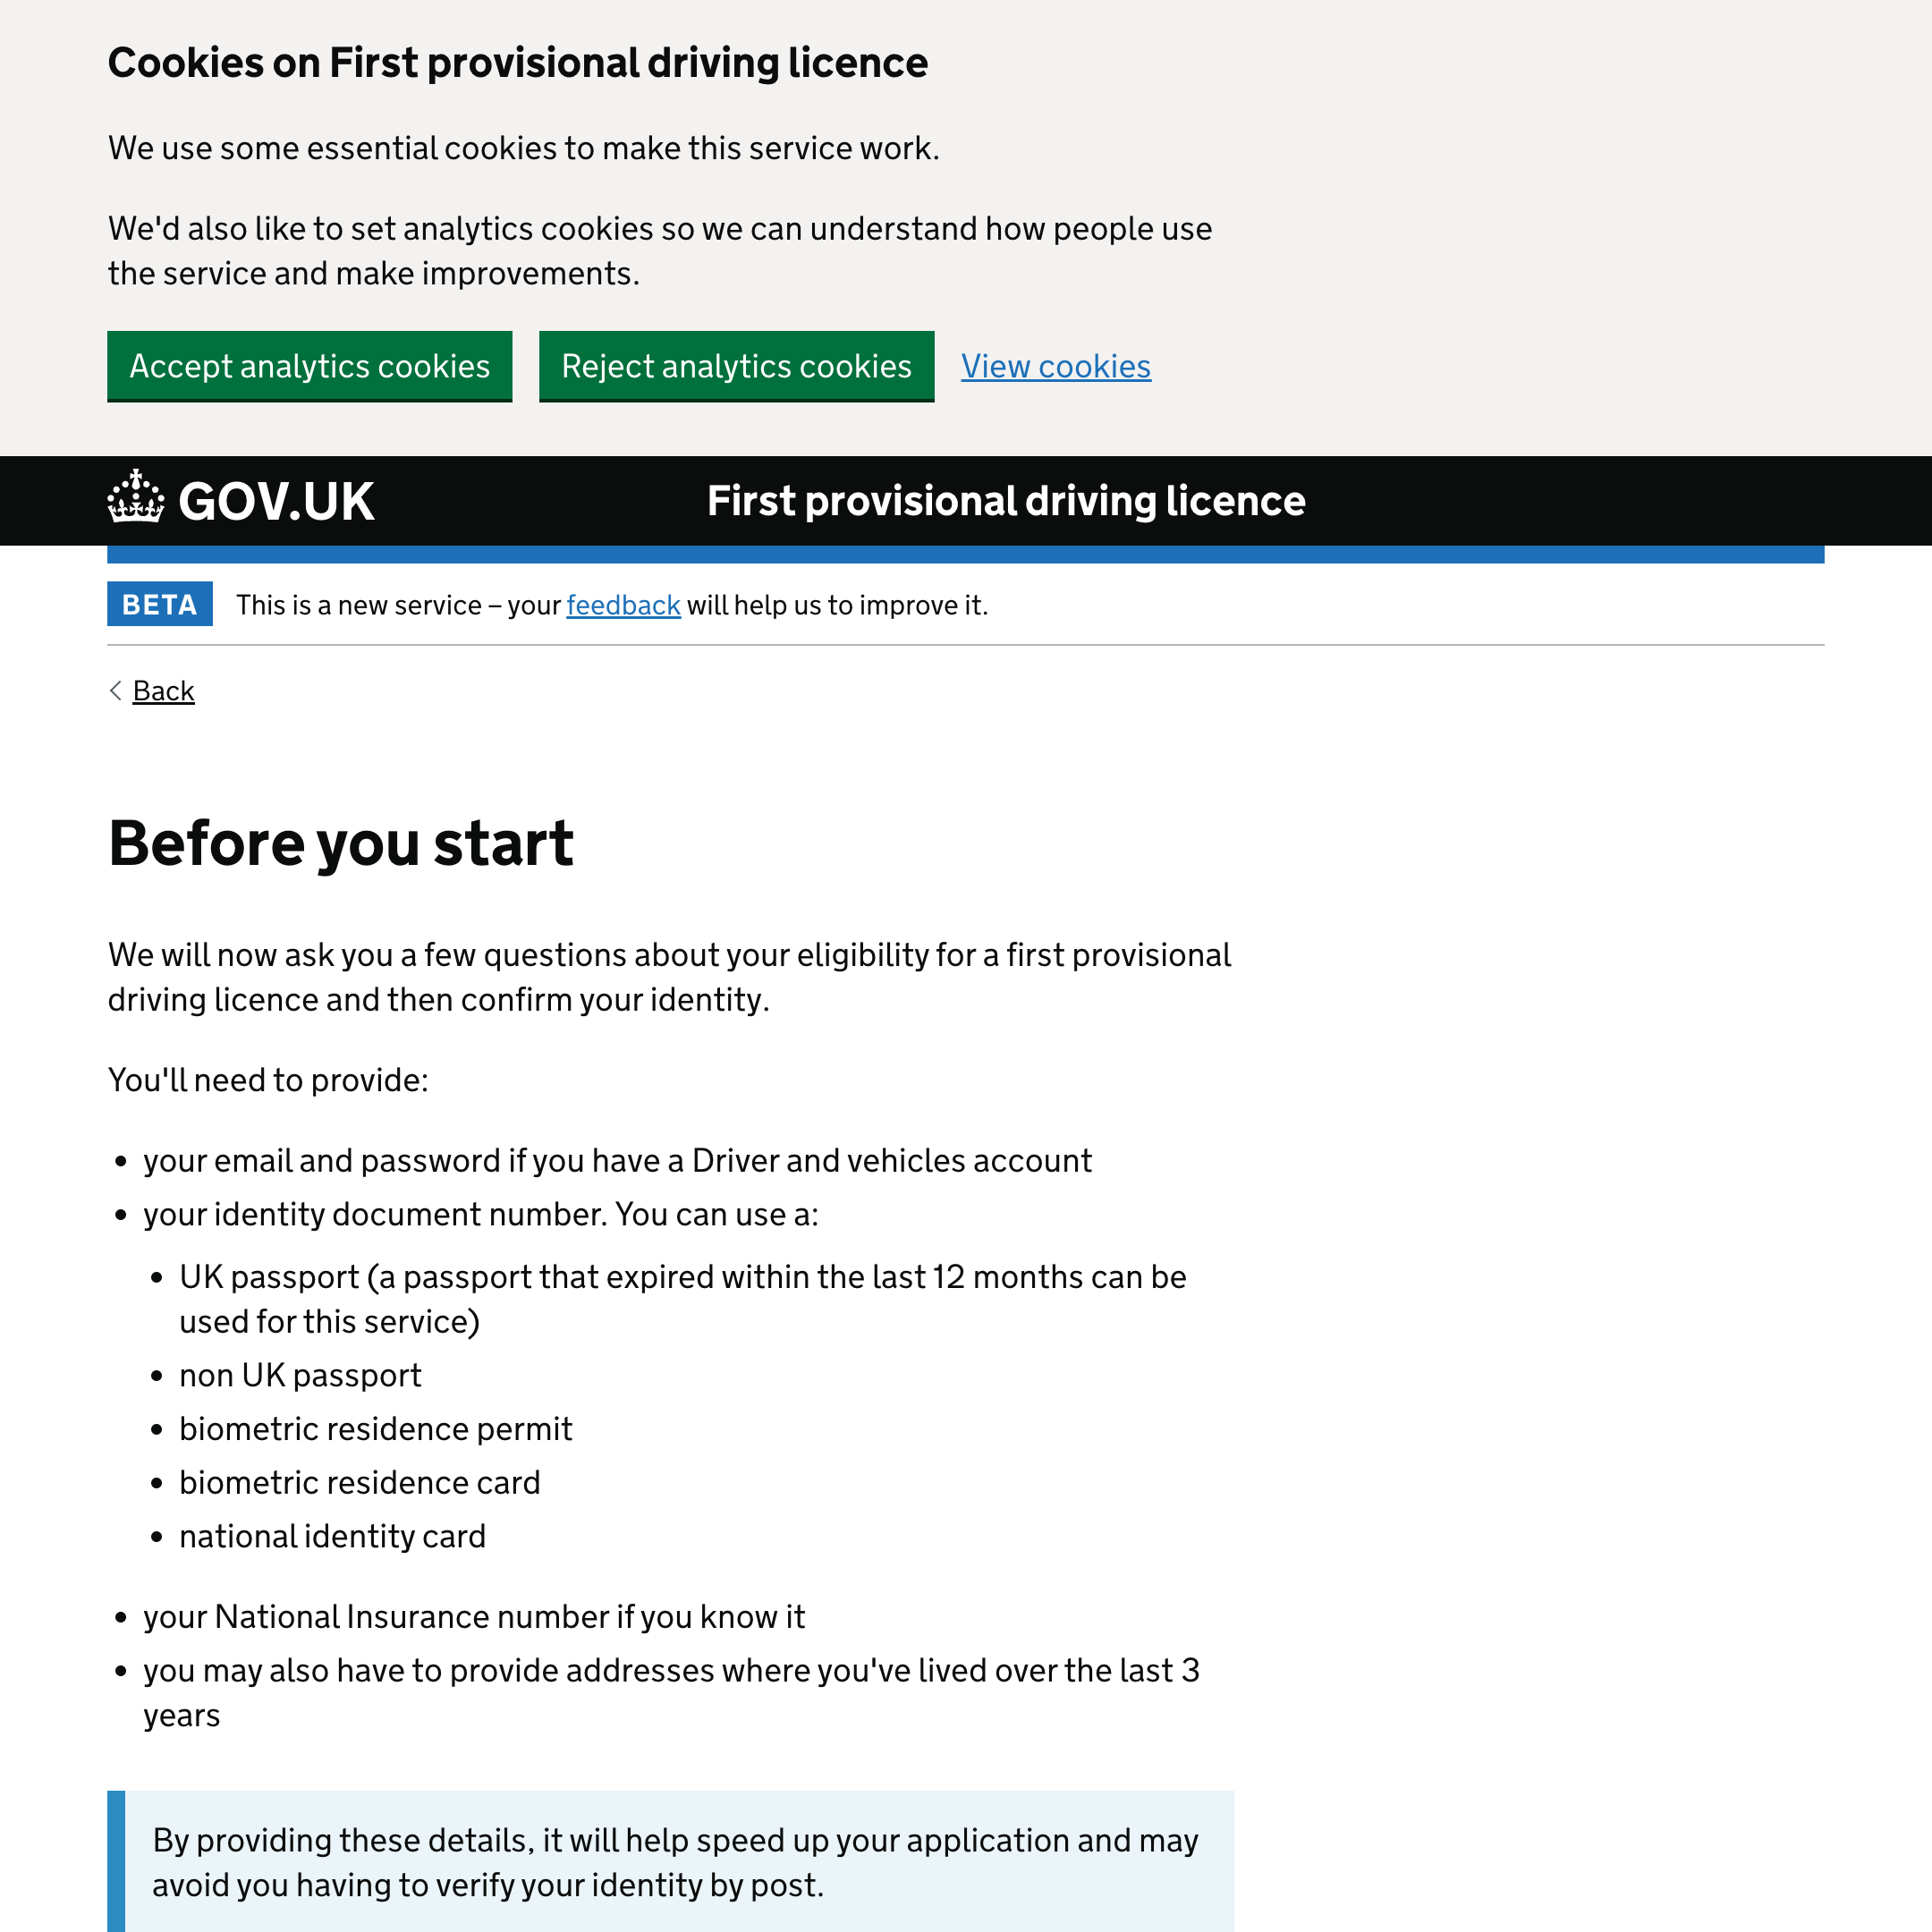 Cookies on First provisional driving licence
We use some essential cookies to make this service work.
We'd also like to set analytics cookies so we can understand how people use
the service and make improvements.
Accept analytics cookies Reject analytics cookies View cookies
GOV.UK First provisional driving licence
BETA This is a new service – your feedback will help us to improve it.
Back
Before you start
We will now ask you a few questions about your eligibility for a first provisional
driving licence and then confirm your identity.
You'll need to provide:
• your email and password if you have a Driver and vehicles account
• your identity document number. You can use a:
• UK passport (a passport that expired within the last 12 months can be
used for this service)
• non UK passport
• biometric residence permit
• biometric residence card
• national identity card
• your National Insurance number if you know it
• you may also have to provide addresses where you've lived over the last 3
years
By providing these details, it will help speed up your application and may
avoid you having to verify your identity by post.